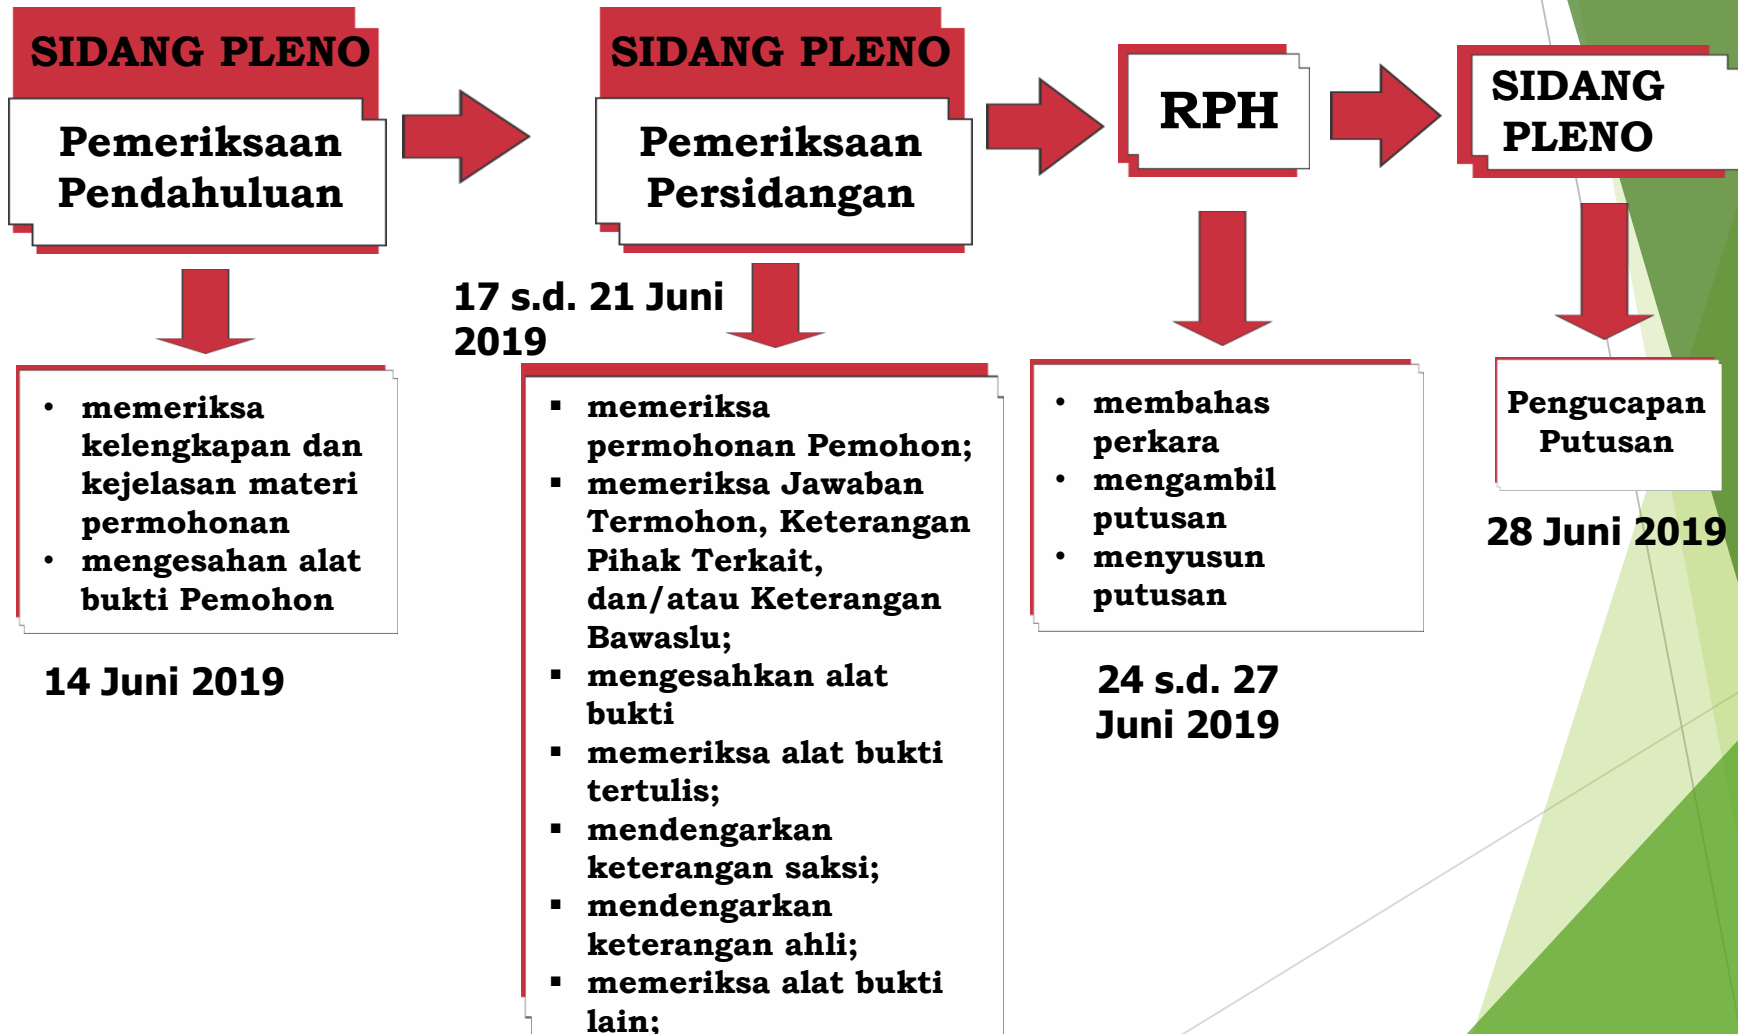 SIDANG PLENO
Pemeriksaan
Pendahuluan
SIDANG PLENO
Pemeriksaan
Persidangan
RPH
SIDANG
PLENO
• memeriksa
kelengkapan dan
kejelasan materi
permohonan
• mengesahan alat
bukti Pemohon
14 Juni 2019
17 s.d. 21 Juni
2019
▪ memeriksa
permohonan Pemohon;
▪ memeriksa Jawaban
Termohon, Keterangan
Pihak Terkait,
dan/atau Keterangan
Bawaslu;
▪ mengesahkan alat
bukti
▪ memeriksa alat bukti
tertulis;
▪ mendengarkan
keterangan saksi;
▪ mendengarkan
keterangan ahli;
▪ memeriksa alat bukti
lain;
• membahas
perkara
• mengambil
putusan
• menyusun
putusan
24 s.d. 27
Juni 2019
Pengucapan
Putusan
28 Juni 2019